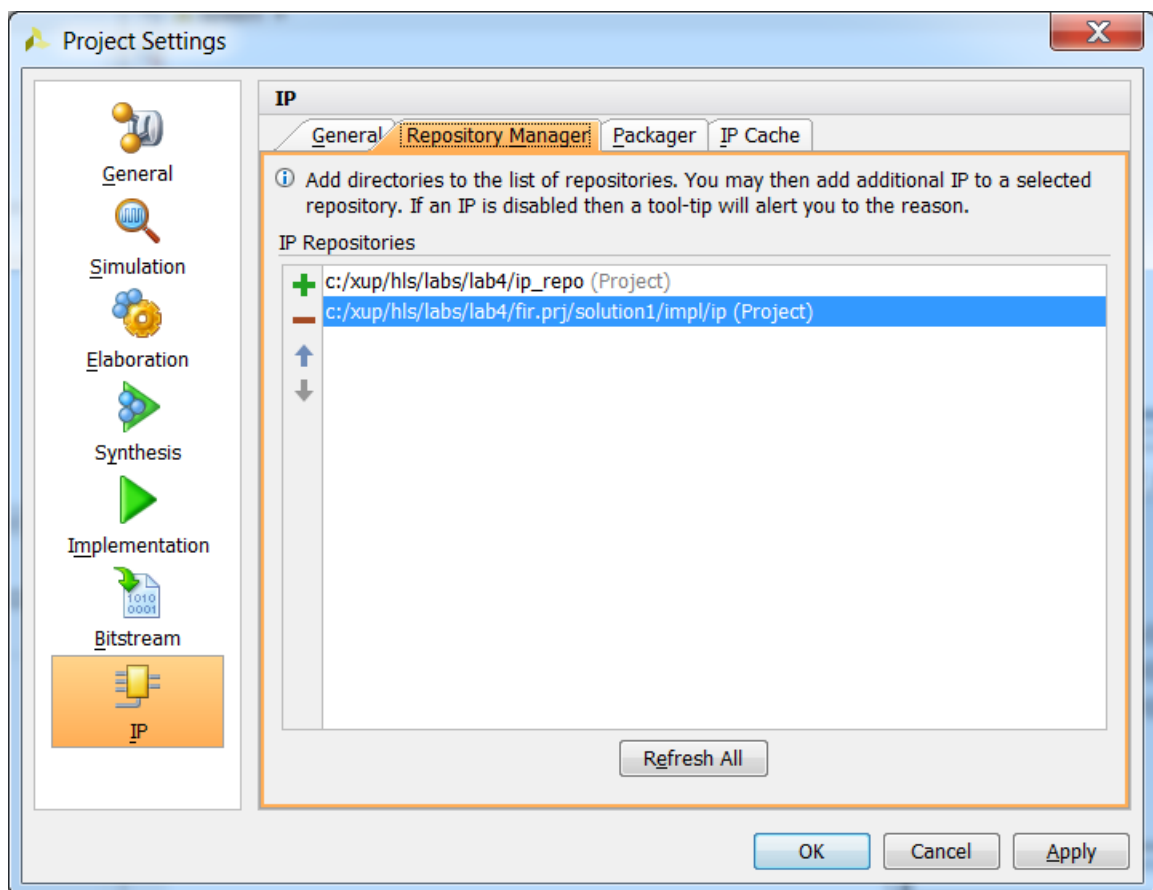 Project Settings
X
General
Simulation
Elaboration
Synthesis
Implementation
1010
0001
Bitstream
IP
IP
General
Repository Manager
Packager
IP Cache
Add directories to the list of repositories. You may then add additional IP to a selected
repository. If an IP is disabled then a tool-tip will alert you to the reason.
IP Repositories
c:/xup/hls/labs/lab4/ip_repo (Project)
c:/xup/hls/labs/lab4/fir.prj/solution1/impl/ip (Project)
Refresh All
OK
Cancel
Apply